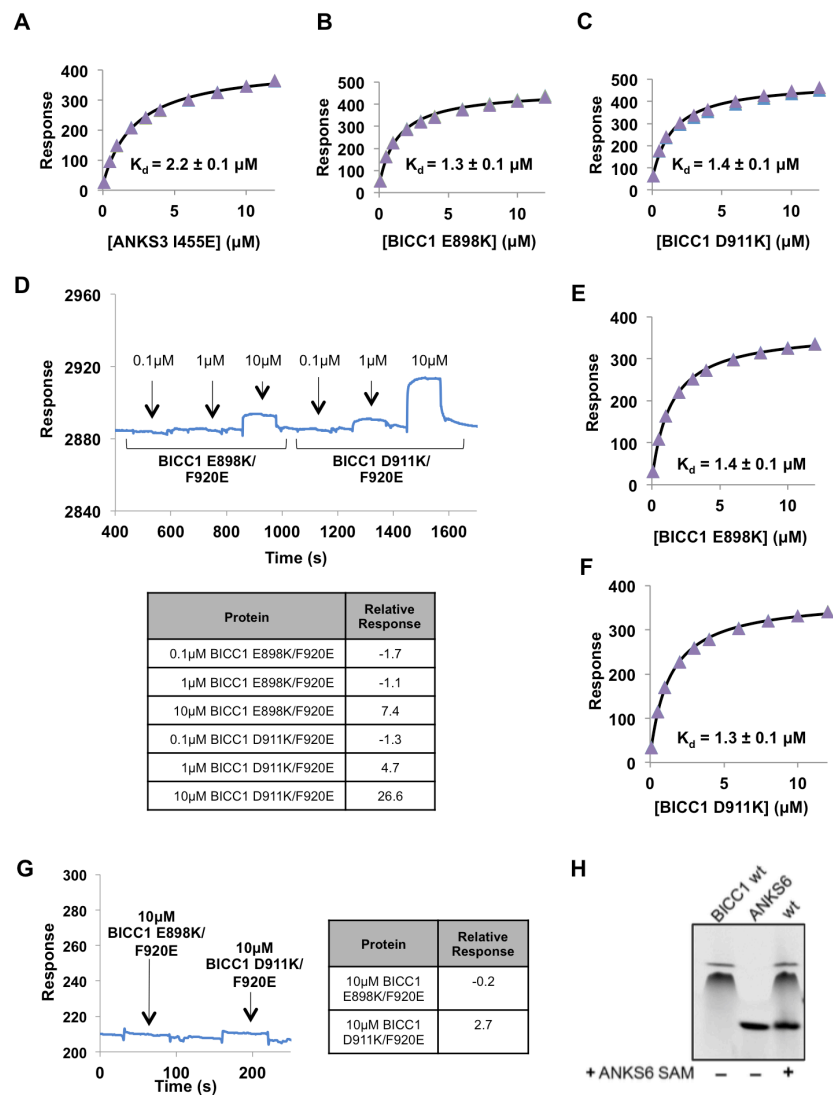 A
400
300
200
100
0
Response
K_d = 2.2 ± 0.1 µM
0
5
10
[ANKS3 I455E] (µM)
B
500
400
300
200
100
0
Response
K_d = 1.3 ± 0.1 µM
0
5
10
[BICC1 E898K] (µM)
C
500
400
300
200
100
0
Response
K_d = 1.4 ± 0.1 µM
0
5
10
[BICC1 D911K] (µM)
D
2960
2920
2880
2840
Response
0.1µM 1µM 10µM 0.1µM 1µM 10µM
BICC1 E898K/
F920E
BICC1 D911K/
F920E
400 600 800 1000 1200 1400 1600
Time (s)
Protein Relative
Response
0.1µM BICC1 E898K/F920E -1.7
1µM BICC1 E898K/F920E -1.1
10µM BICC1 E898K/F920E 7.4
0.1µM BICC1 D911K/F920E -1.3
1µM BICC1 D911K/F920E 4.7
10µM BICC1 D911K/F920E 26.6
E
400
300
200
100
0
Response
K_d = 1.4 ± 0.1 µM
0
5
10
[BICC1 E898K] (µM)
F
400
300
200
100
0
Response
K_d = 1.3 ± 0.1 µM
0
5
10
[BICC1 D911K] (µM)
G
300
280
260
240
220
200
Response
10µM
BICC1 E898K/
F920E
10µM
BICC1 D911K/
F920E
0
100
200
Time (s)
Protein Relative
Response
10µM BICC1
E898K/F920E
-0.2
10µM BICC1
D911K/F920E
2.7
H
BICC1 wt
ANKS6
wt
+ ANKS6 SAM – – +